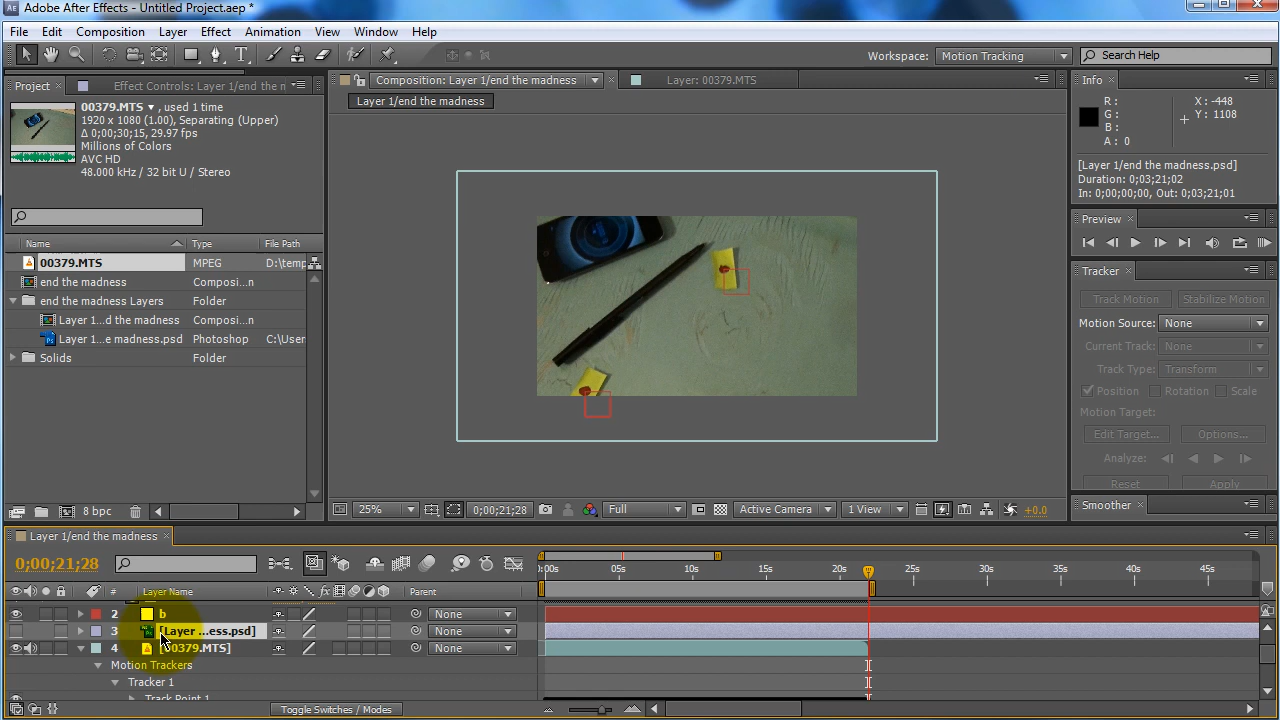 Adobe After Effects - Untitled Project.aep *
File Edit Composition Layer Effect Animation View Window Help
Workspace: Motion Tracking
Search Help
Project
Effect Controls: Layer 1/end the n
00379.MTS ▼ , used 1 time
1920 x 1080 (1.00), Separating (Upper)
Δ 0;00;30;15, 29.97 fps
Millions of Colors
AVC HD
48.000 kHz / 32 bit U / Stereo
Name Type File Path
00379.MTS MPEG D:\temp
end the madness Composi...n
end the madness Layers Folder
Layer 1...d the madness Composi...n
Layer 1...e madness.psd Photoshop C:\User
Solids Folder
8 bpc
Composition: Layer 1/end the madness
Layer: 00379.MTS
Layer 1/end the madness
25%
0;00;21;28
Full
Active Camera
1 View
+0.0
Info
R : X : -448
G : Y : 1108
B :
A : 0
[Layer 1/end the madness.psd]
Duration: 0;03;21;02
In: 0;00;00;00, Out: 0;03;21;01
Preview
Tracker
Track Motion Stabilize Motion
Motion Source: None
Current Track: None
Track Type: Transform
Position Rotation Scale
Motion Target:
Edit Target... Options...
Analyze:
Reset Apply
Smoother
Layer 1/end the madness
0;00;21;28
# Layer Name Parent
0:00s 05s 10s 15s 20s 25s 30s 35s 40s 45s
2 b None
3 [Layer ...ess.psd] None
4 [00379.MTS] None
Motion Trackers
Tracker 1
Track Point 1
Toggle Switches / Modes